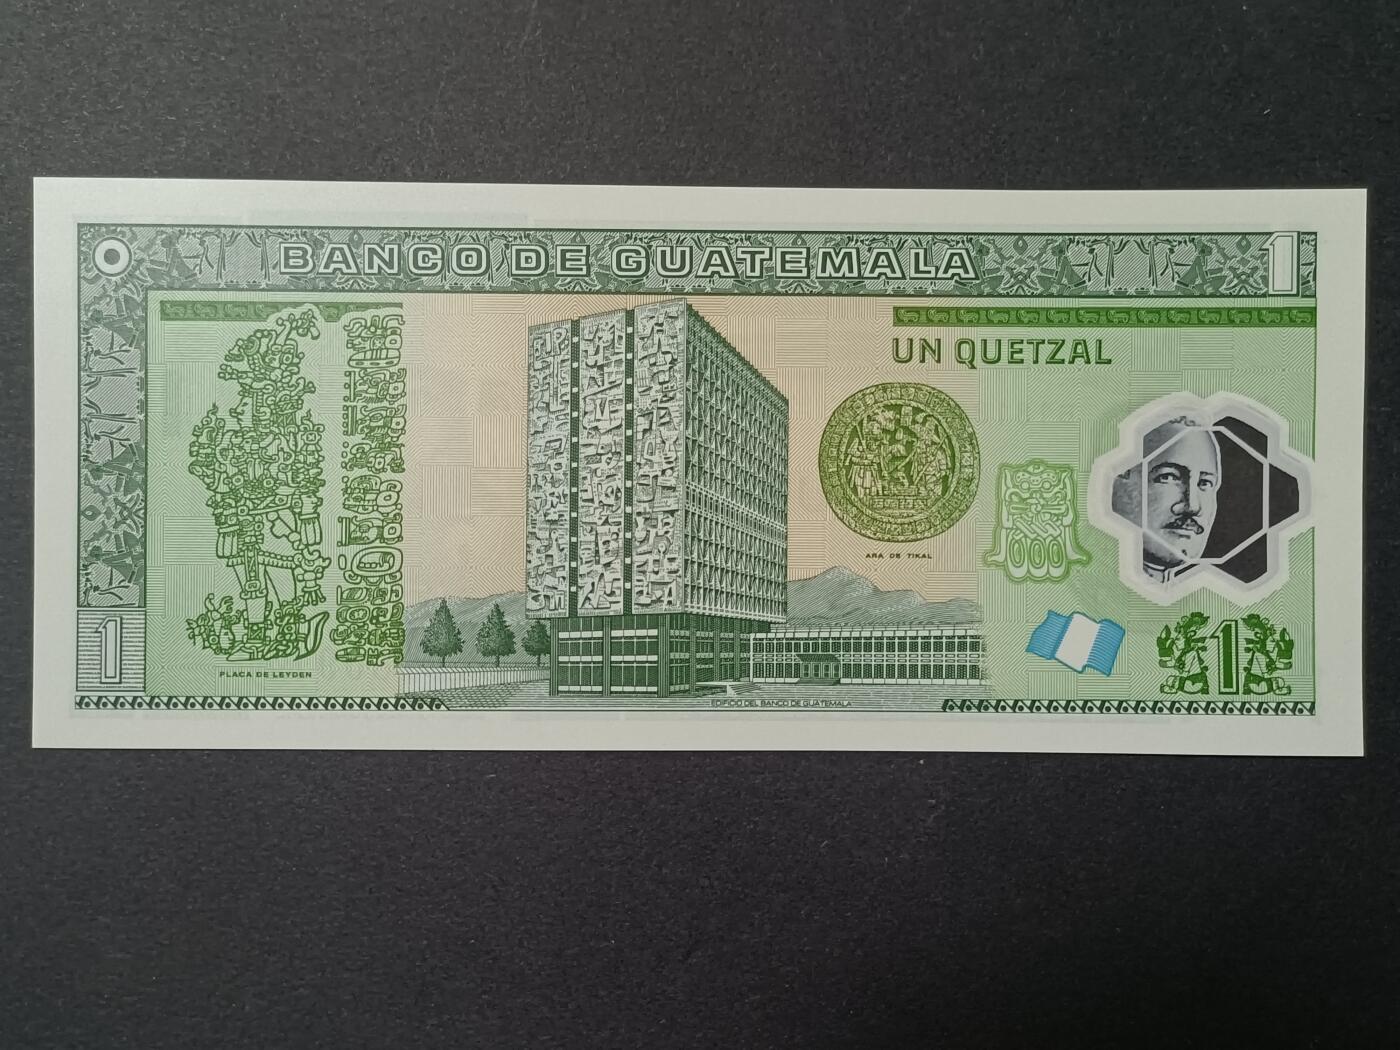 BANCO DE GUATEMALA
1
UN QUETZAL
ARA DE TIKAL
000
1
PLACA DE LEYDEN
EDIFICIO DEL BANCO DE GUATEMALA
1